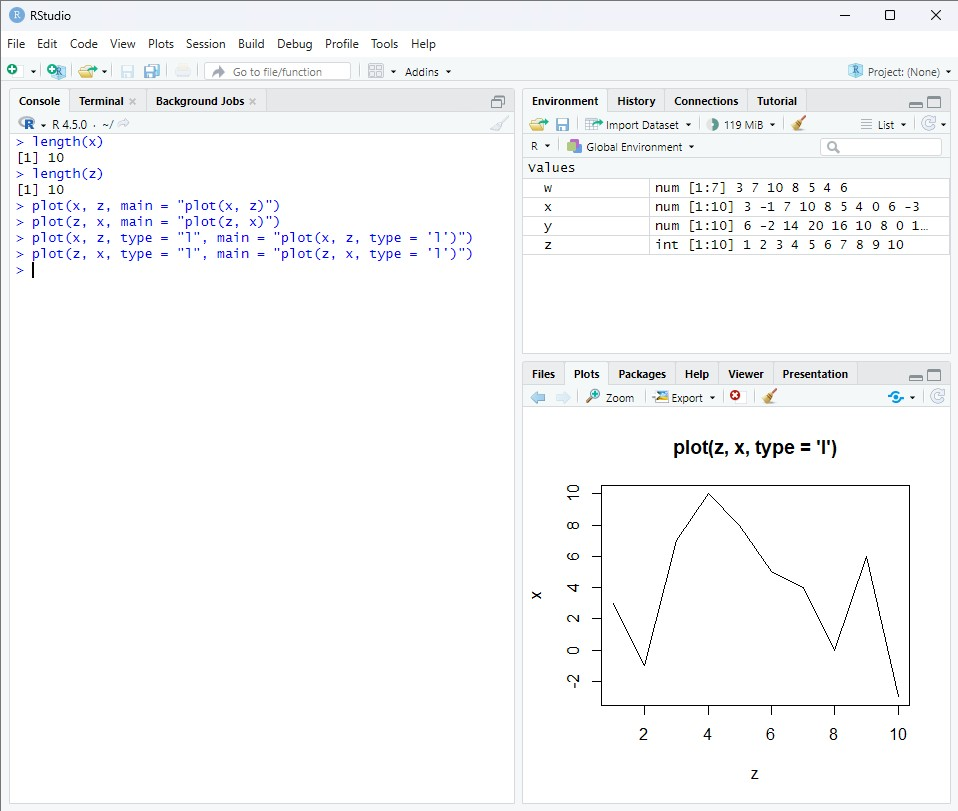 RStudio
File Edit Code View Plots Session Build Debug Profile Tools Help
Go to file/function Addins Project: (None)
Console Terminal Background Jobs
R 4.5.0 · ~/
> length(x)
[1] 10
> length(z)
[1] 10
> plot(x, z, main = "plot(x, z)")
> plot(z, x, main = "plot(z, x)")
> plot(x, z, type = "l", main = "plot(x, z, type = 'l')")
> plot(z, x, type = "l", main = "plot(z, x, type = 'l')")
>
Environment History Connections Tutorial
Import Dataset 119 MiB List
R Global Environment
Values
w num [1:7] 3 7 10 8 5 4 6
x num [1:10] 3 -1 7 10 8 5 4 0 6 -3
y num [1:10] 6 -2 14 20 16 10 8 0 1…
z int [1:10] 1 2 3 4 5 6 7 8 9 10
Files Plots Packages Help Viewer Presentation
Zoom Export
plot(z, x, type = 'l')
10
8
6
4
2
0
-2
x
2 4 6 8 10
z